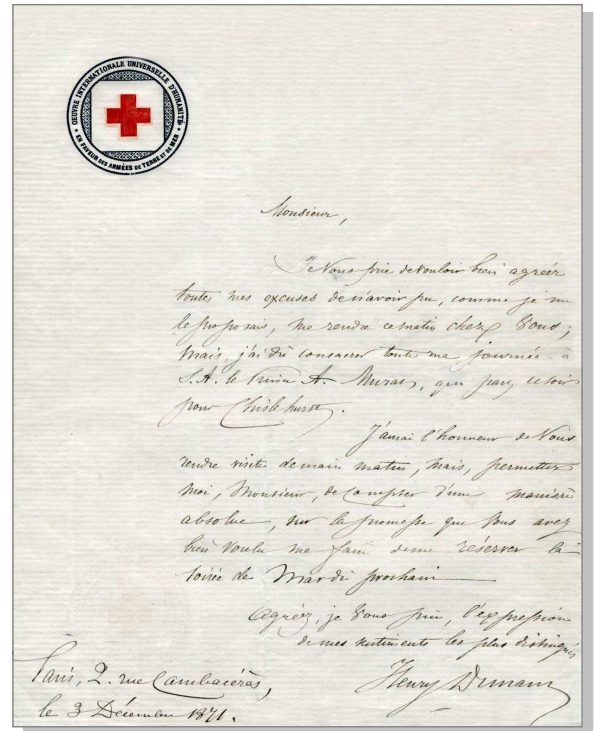 OEUVRE INTERNATIONALE UNIVERSELLE D'HUMANITÉ
EN FAVEUR DES ARMÉES DE TERRE ET DE MER
Monsieur,
Je Vous prie de vouloir bien agréer
toutes mes excuses de n'avoir pu, comme je me
le proposais, me rendre ce matin chez Vous;
mais, j'ai dû consacrer toute ma journée à
S.A. le Prince A. Murat, qui part ce soir
pour Chislehurst.
J'aurai l'honneur de Vous
rendre visite demain matin, mais, permettez
moi, Monsieur, de compter d'une manière
absolue, sur la promesse que Vous avez
bien voulu me faire de me réserver la
soirée de Mardi prochain
Agréez, je Vous prie, l'expression
de mes sentiments les plus distingués
Henry Dunant
Paris, 2. rue Cambacérès,
le 3 Décembre 1871.